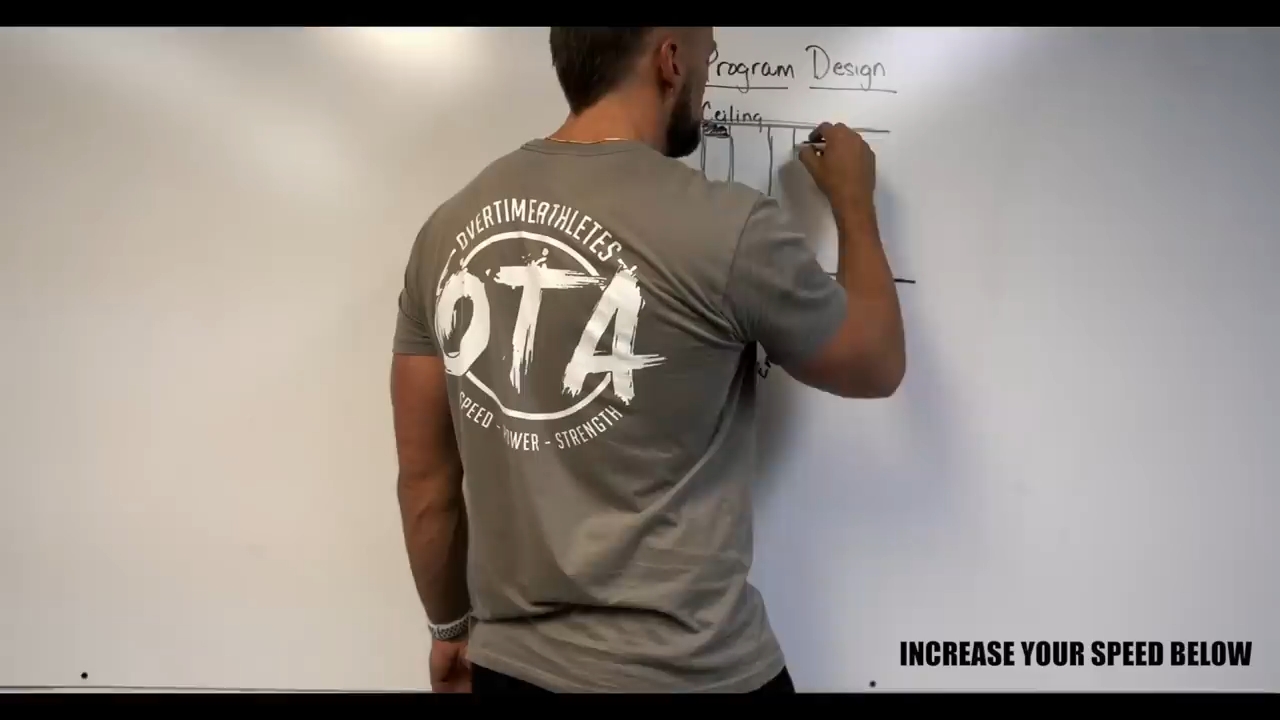 Program Design
Ceiling
OVERTIMEATHLETES
OTA
SPEED - POWER - STRENGTH
INCREASE YOUR SPEED BELOW